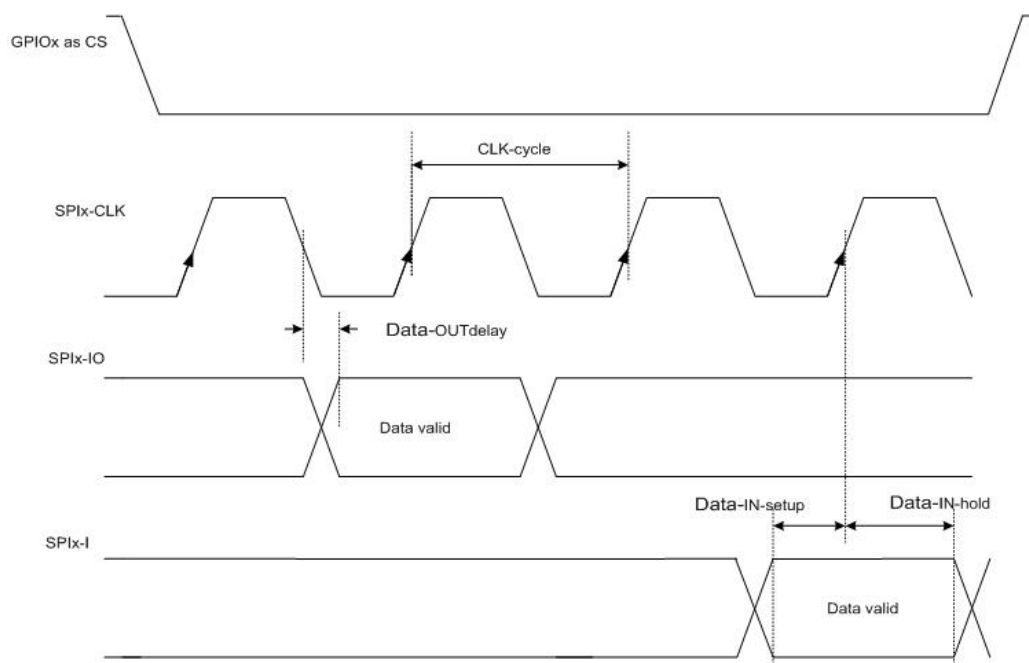 GPIOx as CS
CLK-cycle
SPIx-CLK
Data-OUTdelay
SPIx-IO
Data valid
Data-IN-setup
Data-IN-hold
SPIx-I
Data valid